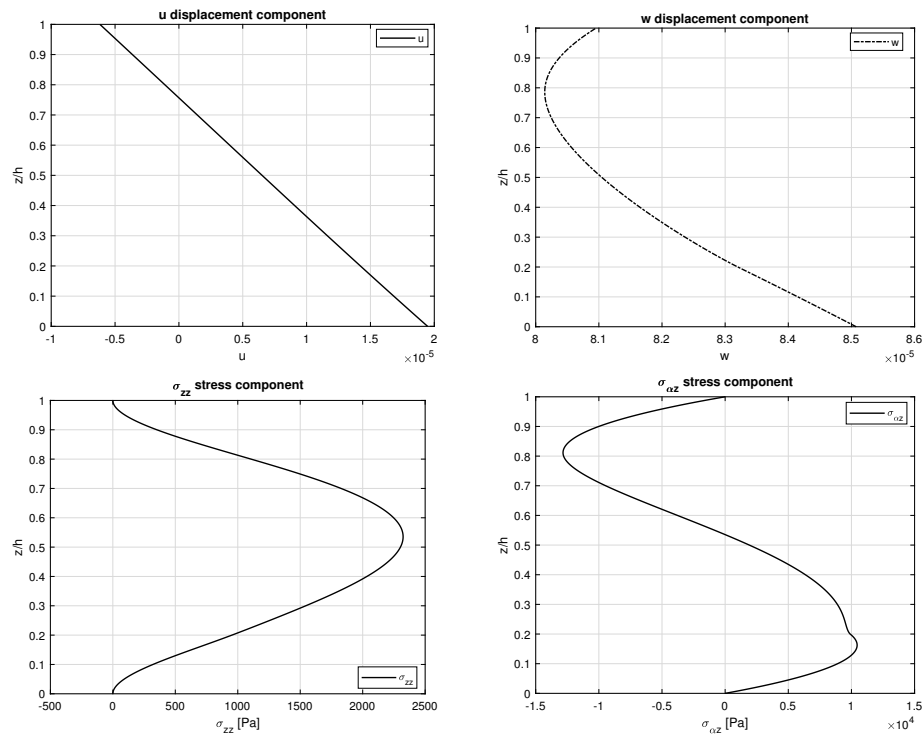 u displacement component
1
0.9
0.8
0.7
0.6
0.5
0.4
0.3
0.2
0.1
0
z/h
u
-1 -0.5 0 0.5 1 1.5 2
×10⁻⁵
u
w displacement component
1
0.9
0.8
0.7
0.6
0.5
0.4
0.3
0.2
0.1
0
z/h
w
8 8.1 8.2 8.3 8.4 8.5 8.6
×10⁻⁵
w
σzz stress component
1
0.9
0.8
0.7
0.6
0.5
0.4
0.3
0.2
0.1
0
z/h
σzz
-500 0 500 1000 1500 2000 2500
σzz [Pa]
σαz stress component
1
0.9
0.8
0.7
0.6
0.5
0.4
0.3
0.2
0.1
0
z/h
σαz
-1.5 -1 -0.5 0 0.5 1 1.5
×10⁴
σαz [Pa]